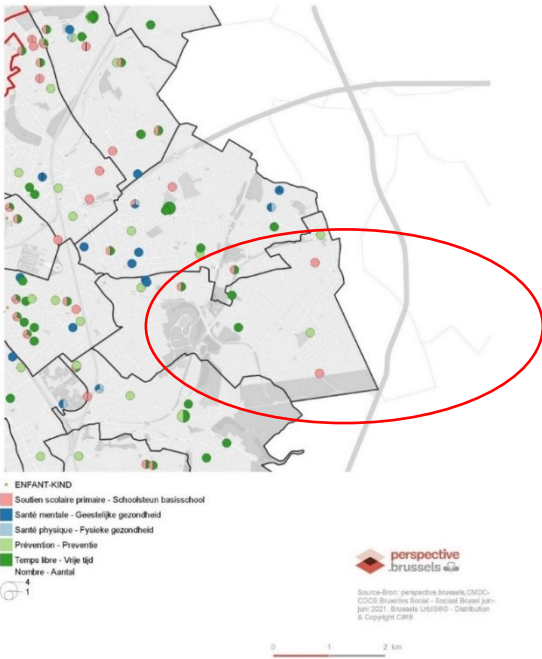 ENFANT-KIND
Soutien scolaire primaire - Schoolsteun basisschool
Santé mentale - Geestelijke gezondheid
Santé physique - Fysieke gezondheid
Prévention - Preventie
Temps libre - Vrije tijd
Nombre - Aantal
4
1
perspective
.brussels
Source-Bron: perspective.brussels,CMDC-
CDCS Bruxelles Social - Sociaal Brussel juin-
juni 2021, Brussels UrbIS®© - Distribution
& Copyright CIRB
0 1 2 km